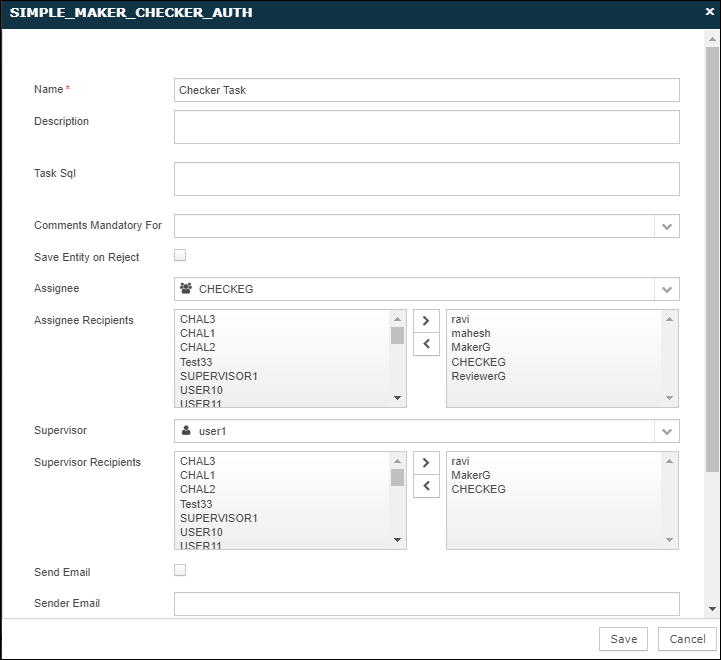 SIMPLE_MAKER_CHECKER_AUTH
Name*
Checker Task
Description
Task Sql
Comments Mandatory For
Save Entity on Reject
Assignee
CHECKEG
Assignee Recipients
CHAL3
CHAL1
CHAL2
Test33
SUPERVISOR1
USER10
USER11
ravi
mahesh
MakerG
CHECKEG
ReviewerG
Supervisor
user1
Supervisor Recipients
CHAL3
CHAL1
CHAL2
Test33
SUPERVISOR1
USER10
USER11
ravi
MakerG
CHECKEG
Send Email
Sender Email
Save
Cancel